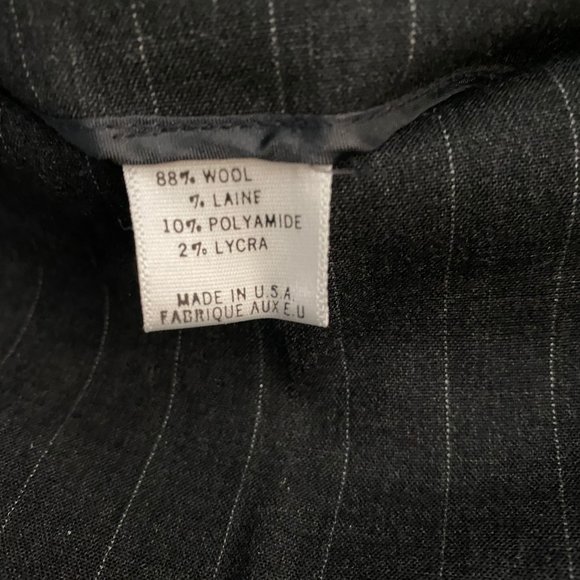 88% WOOL
% LAINE
10% POLYAMIDE
2% LYCRA
MADE IN U.S.A.
FABRIQUE AUX E.U